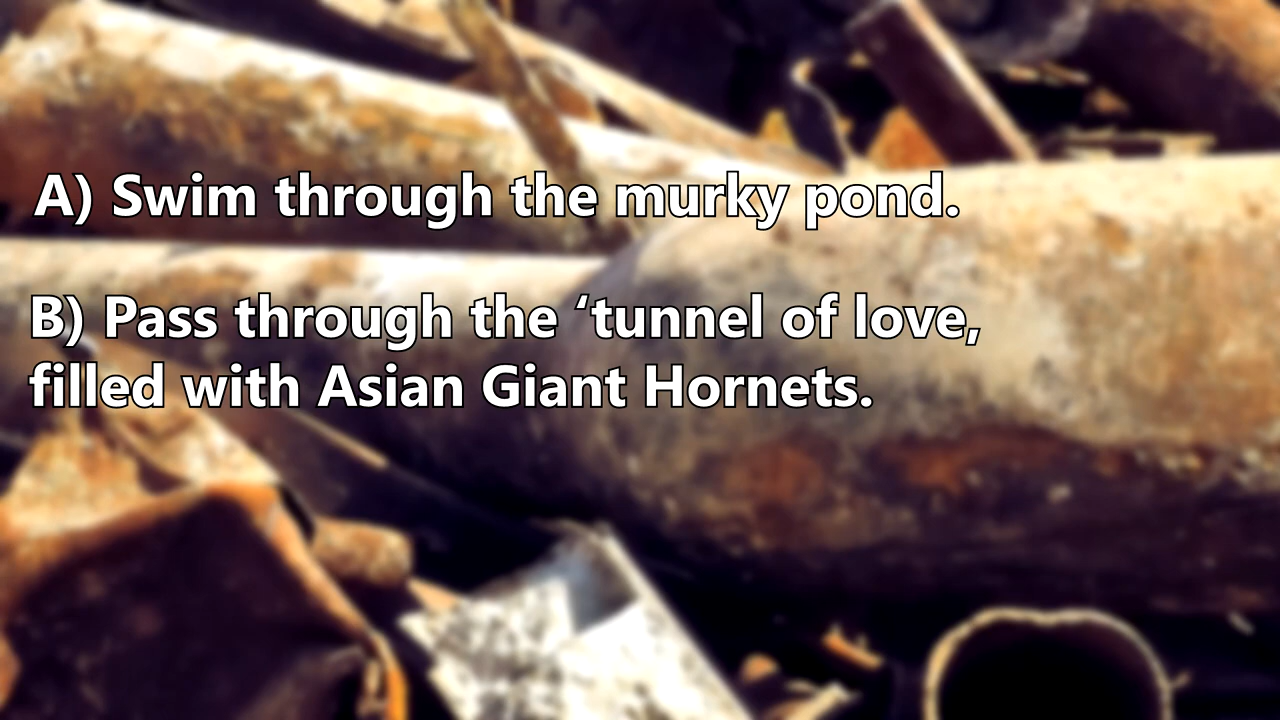 A) Swim through the murky pond.
B) Pass through the ‘tunnel of love,
filled with Asian Giant Hornets.